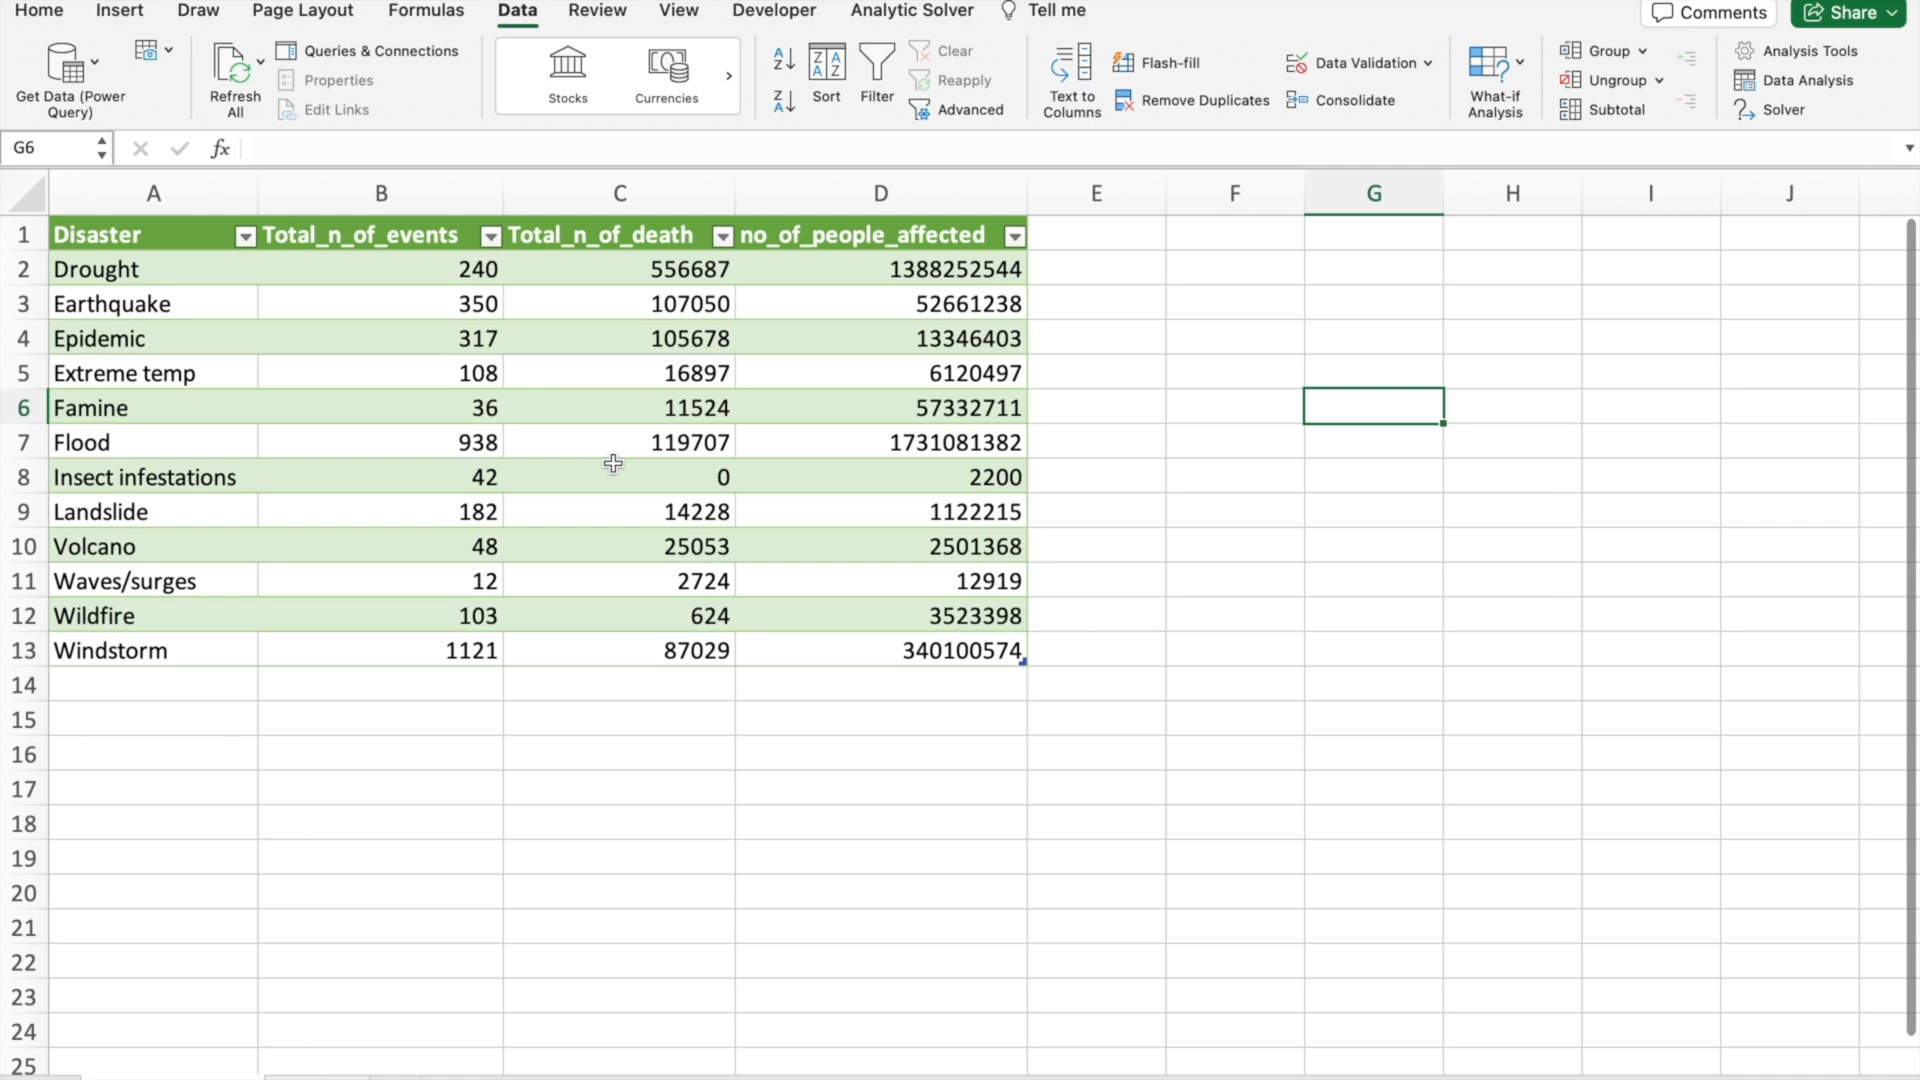 Home Insert Draw Page Layout Formulas Data Review View Developer Analytic Solver Tell me Comments Share
Get Data (Power Query)
Refresh All
Queries & Connections
Properties
Edit Links
Stocks
Currencies
Sort
Filter
Clear
Reapply
Advanced
Text to Columns
Flash-fill
Remove Duplicates
Data Validation
Consolidate
What-if Analysis
Group
Ungroup
Subtotal
Analysis Tools
Data Analysis
Solver
G6 fx
A B C D E F G H I J
1 Disaster Total_n_of_events Total_n_of_death no_of_people_affected
2 Drought 240 556687 1388252544
3 Earthquake 350 107050 52661238
4 Epidemic 317 105678 13346403
5 Extreme temp 108 16897 6120497
6 Famine 36 11524 57332711
7 Flood 938 119707 1731081382
8 Insect infestations 42 0 2200
9 Landslide 182 14228 1122215
10 Volcano 48 25053 2501368
11 Waves/surges 12 2724 12919
12 Wildfire 103 624 3523398
13 Windstorm 1121 87029 340100574
14
15
16
17
18
19
20
21
22
23
24
25